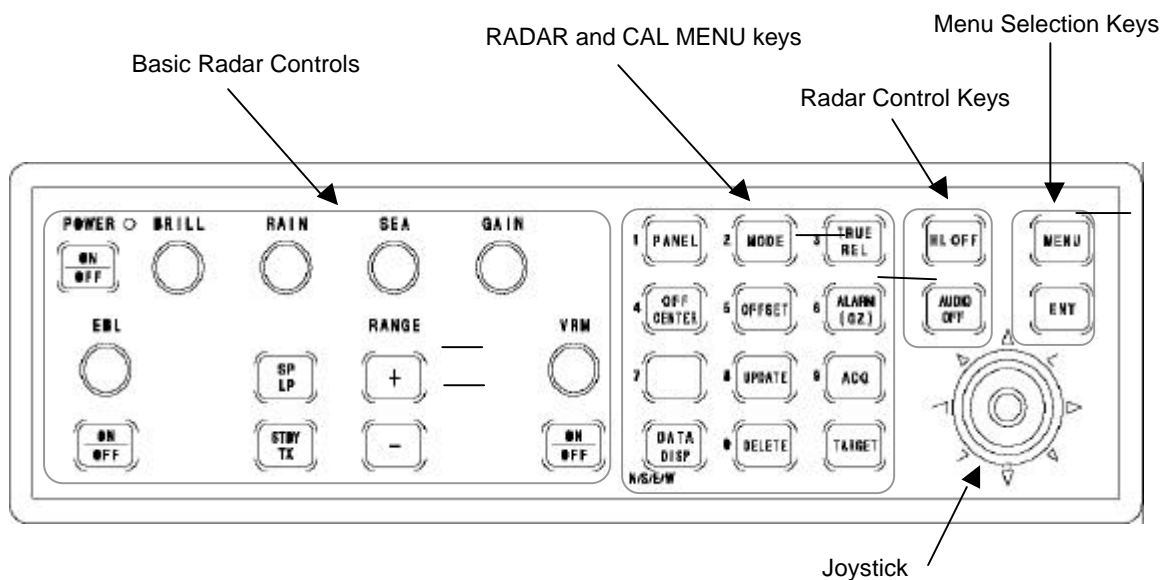 Menu Selection Keys
RADAR and CAL MENU keys
Basic Radar Controls
Radar Control Keys
POWER BRILL RAIN SEA GAIN
ON
OFF
EBL RANGE VRM
SP
LP
+
STBY
TX
-
ON
OFF
ON
OFF
1 PANEL 2 MODE 3 TRUE
REL
4 OFF
CENTER 5 OFFSET 6 ALARM
(GZ)
7 8 UPDATE 9 ACQ
DATA
DISP 0 DELETE TARGET
N/S/E/W
HL OFF
AUDIO
OFF
MENU
ENT
Joystick